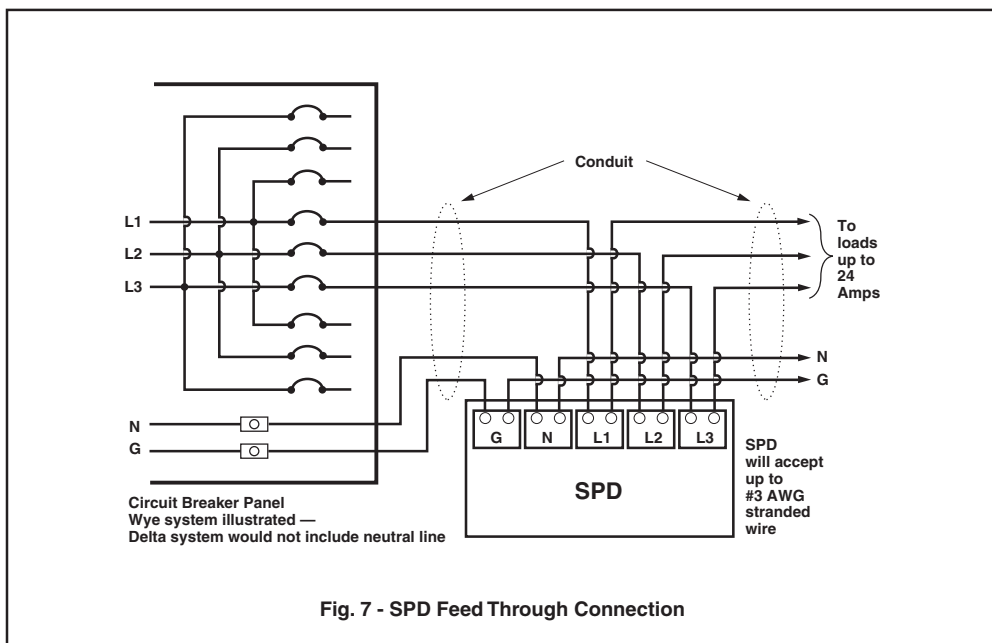 Conduit
L1
L2
L3
To
loads
up to
24
Amps
N
G
N
G
G N L1 L2 L3
SPD
SPD
will accept
up to
#3 AWG
stranded
wire
Circuit Breaker Panel
Wye system illustrated —
Delta system would not include neutral line
Fig. 7 - SPD Feed Through Connection